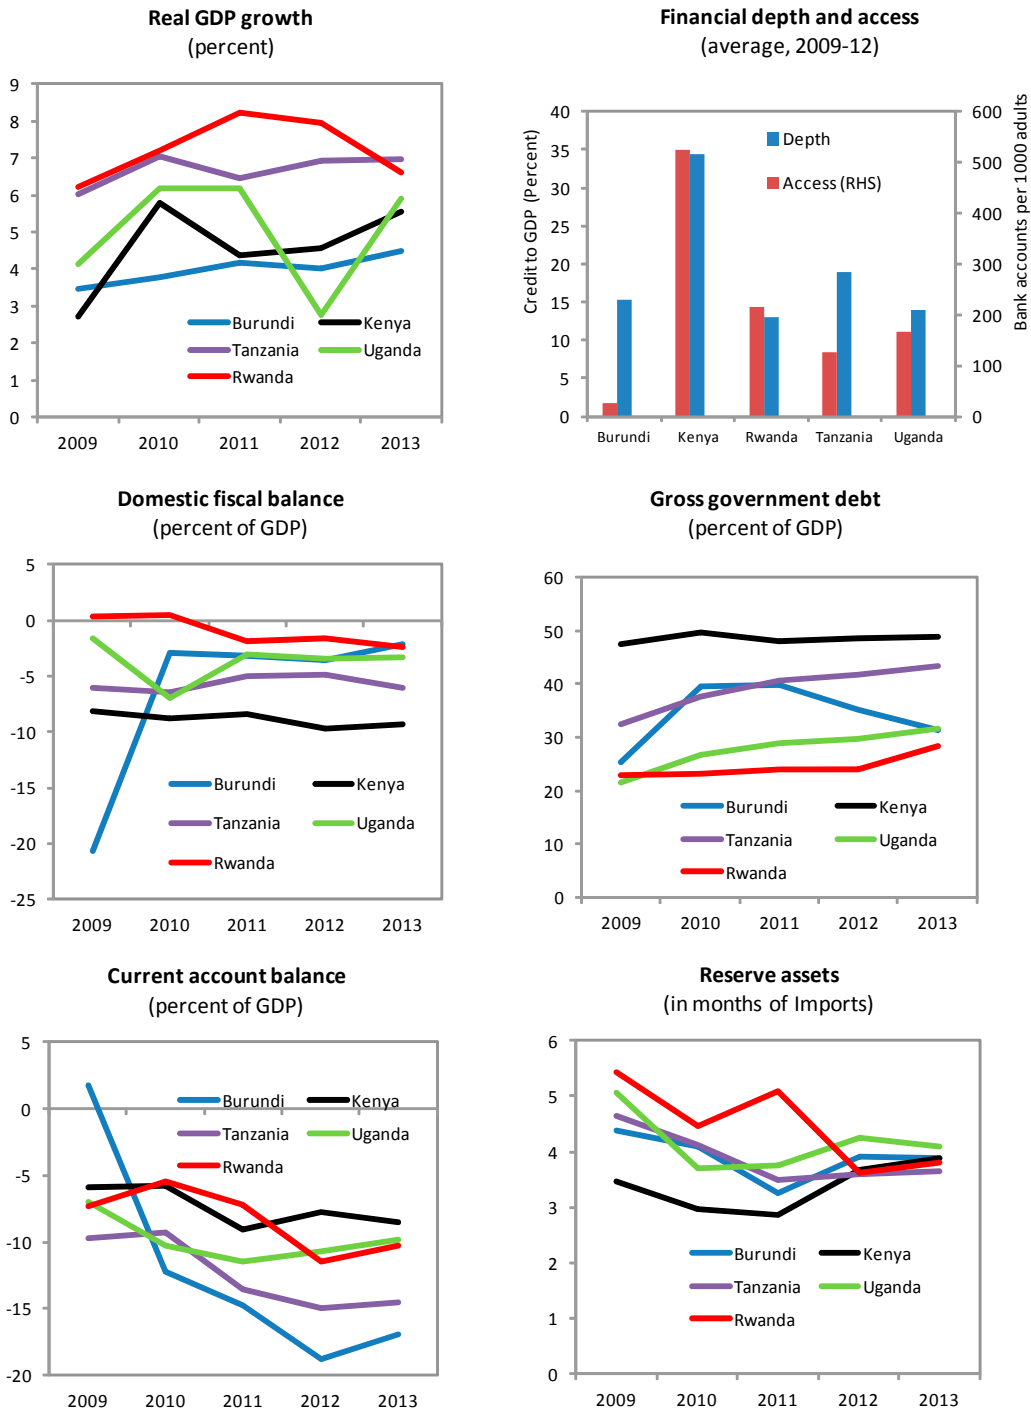 Real GDP growth
(percent)
9
8
7
6
5
4
3
2
1
0
Burundi
Kenya
Tanzania
Uganda
Rwanda
2009 2010 2011 2012 2013
Financial depth and access
(average, 2009-12)
Credit to GDP (Percent)
40
35
30
25
20
15
10
5
0
Depth
Access (RHS)
600
500
400
300
200
100
0
Bank accounts per 1000 adults
Burundi Kenya Rwanda Tanzania Uganda
Domestic fiscal balance
(percent of GDP)
5
0
-5
-10
-15
-20
-25
Burundi
Kenya
Tanzania
Uganda
Rwanda
2009 2010 2011 2012 2013
Gross government debt
(percent of GDP)
60
50
40
30
20
10
0
Burundi
Kenya
Tanzania
Uganda
Rwanda
2009 2010 2011 2012 2013
Current account balance
(percent of GDP)
5
0
-5
-10
-15
-20
Burundi
Kenya
Tanzania
Uganda
Rwanda
2009 2010 2011 2012 2013
Reserve assets
(in months of Imports)
6
5
4
3
2
1
0
Burundi
Kenya
Tanzania
Uganda
Rwanda
2009 2010 2011 2012 2013